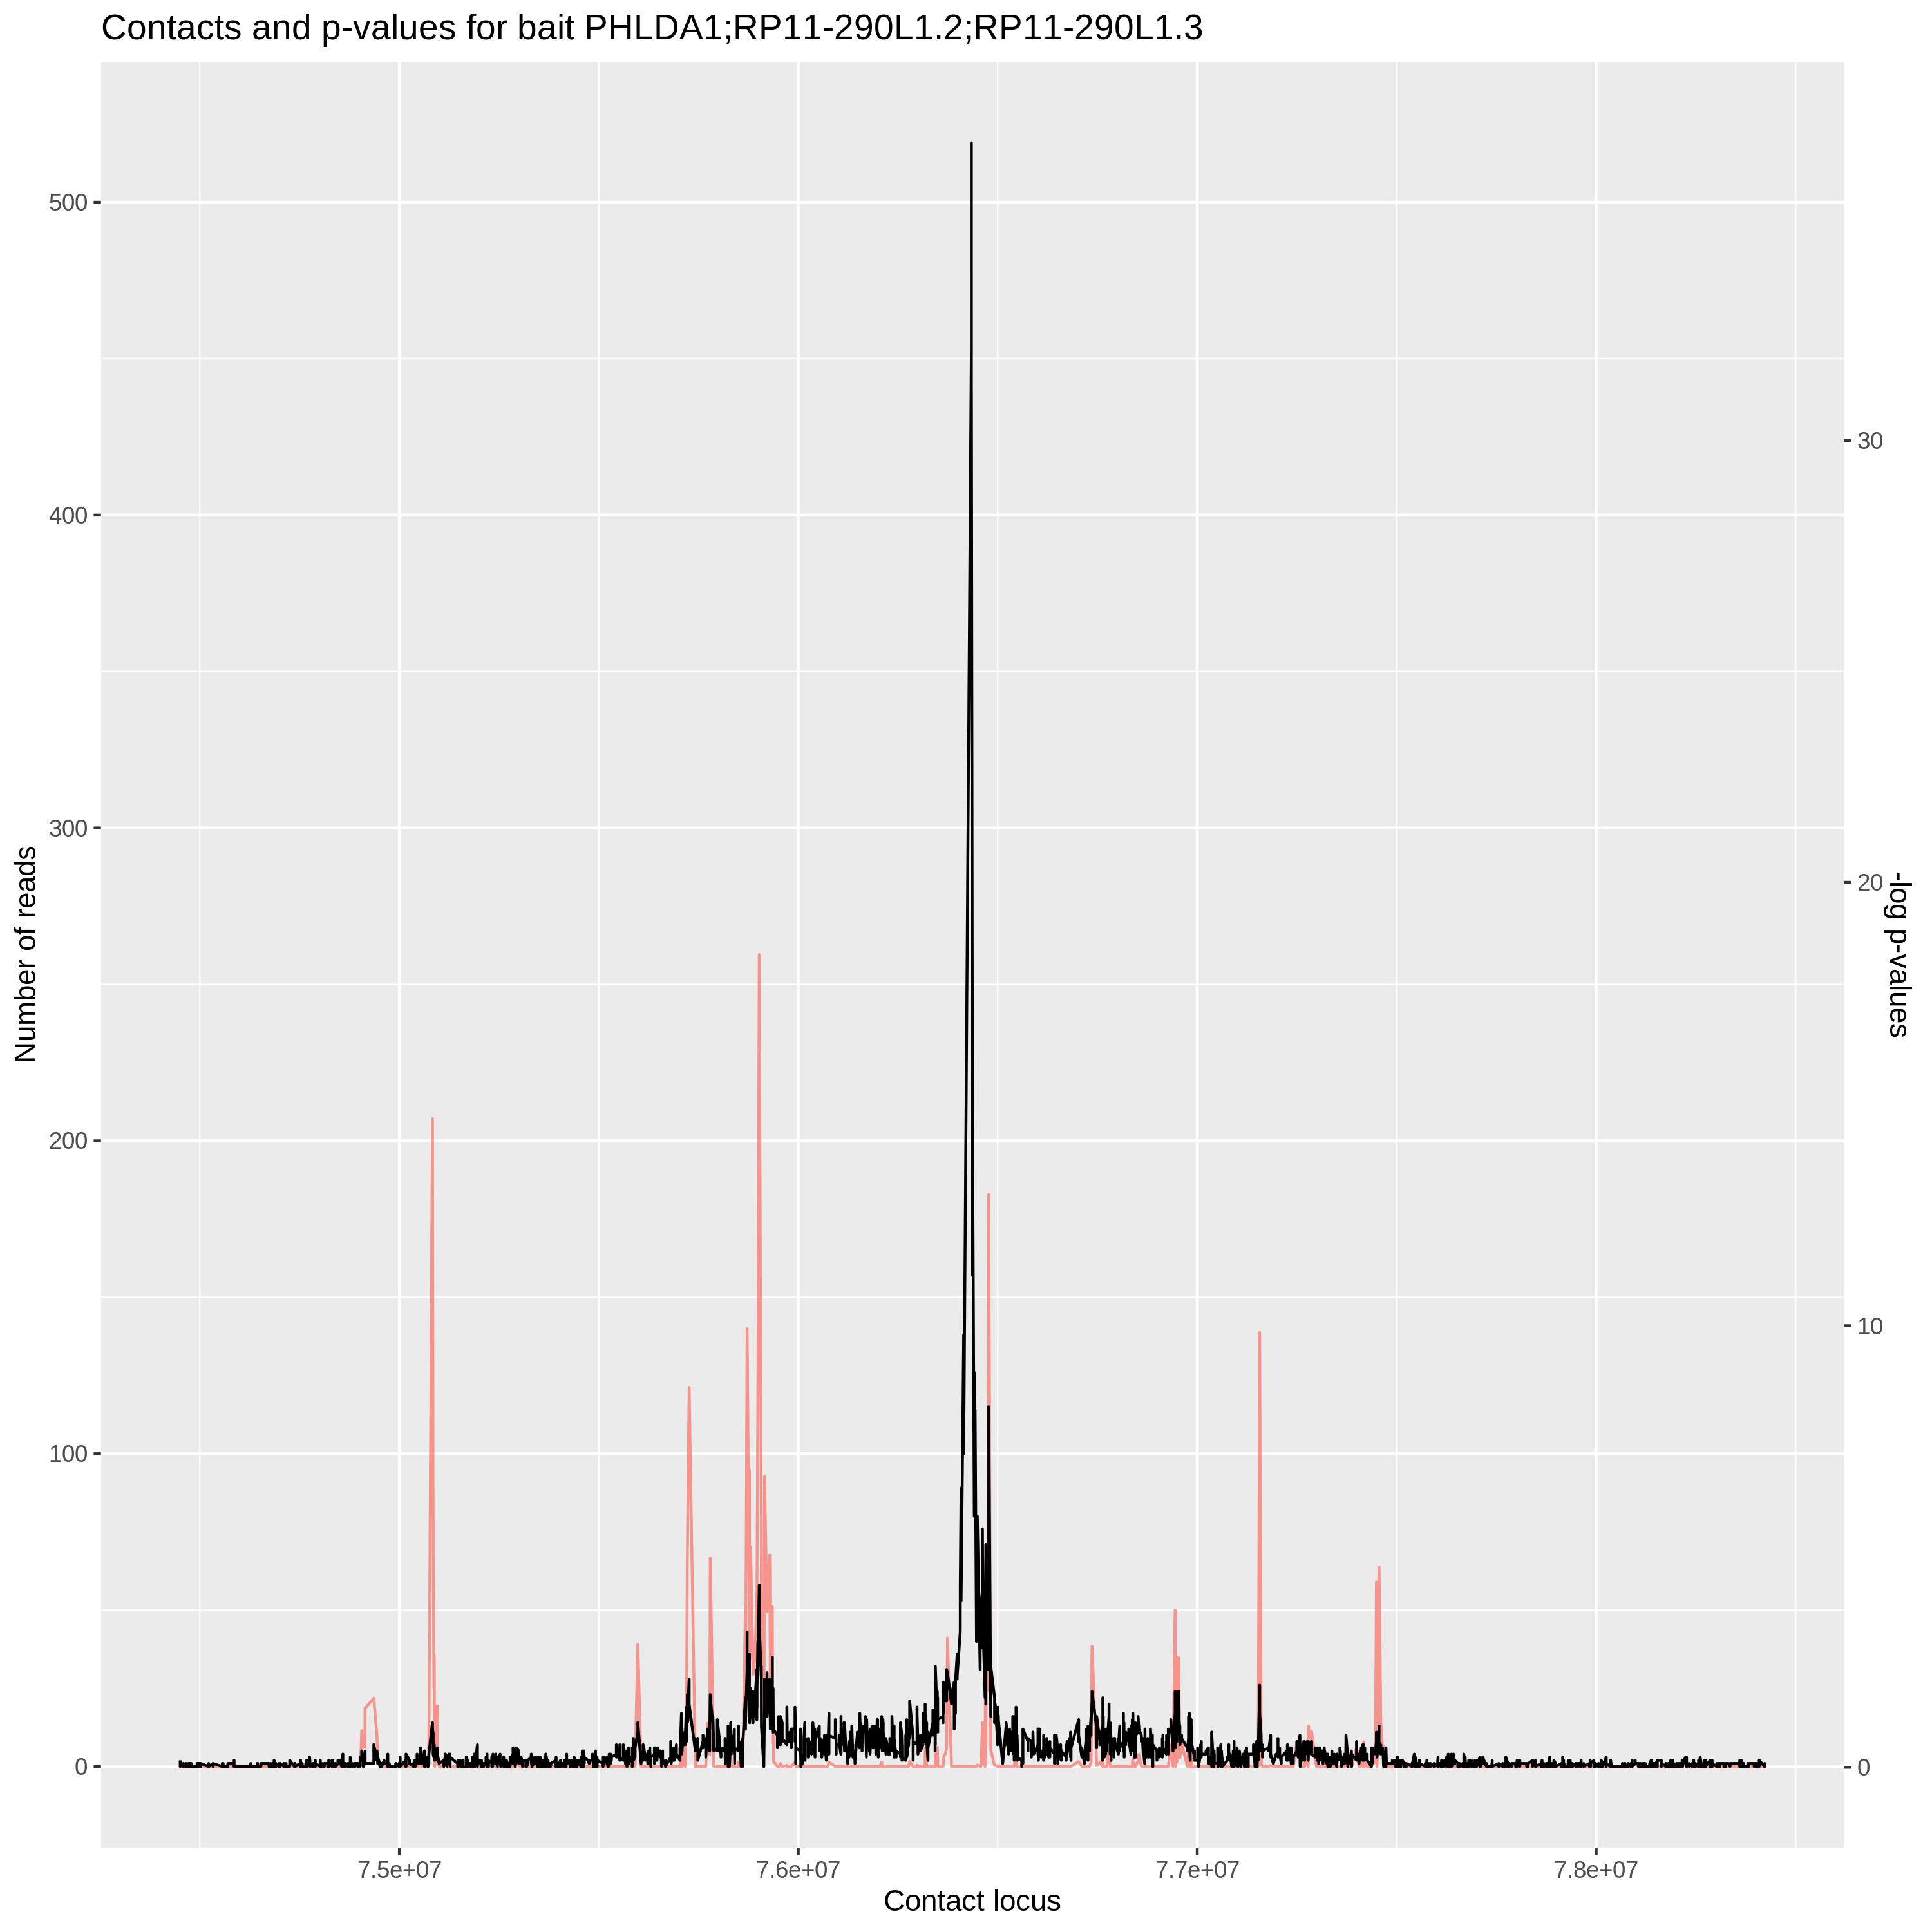 Contacts and p-values for bait PHLDA1;RP11-290L1.2;RP11-290L1.3
500
400
300
200
100
0
Number of reads
30
20
10
0
-log p-values
7.5e+07
7.6e+07
7.7e+07
7.8e+07
Contact locus